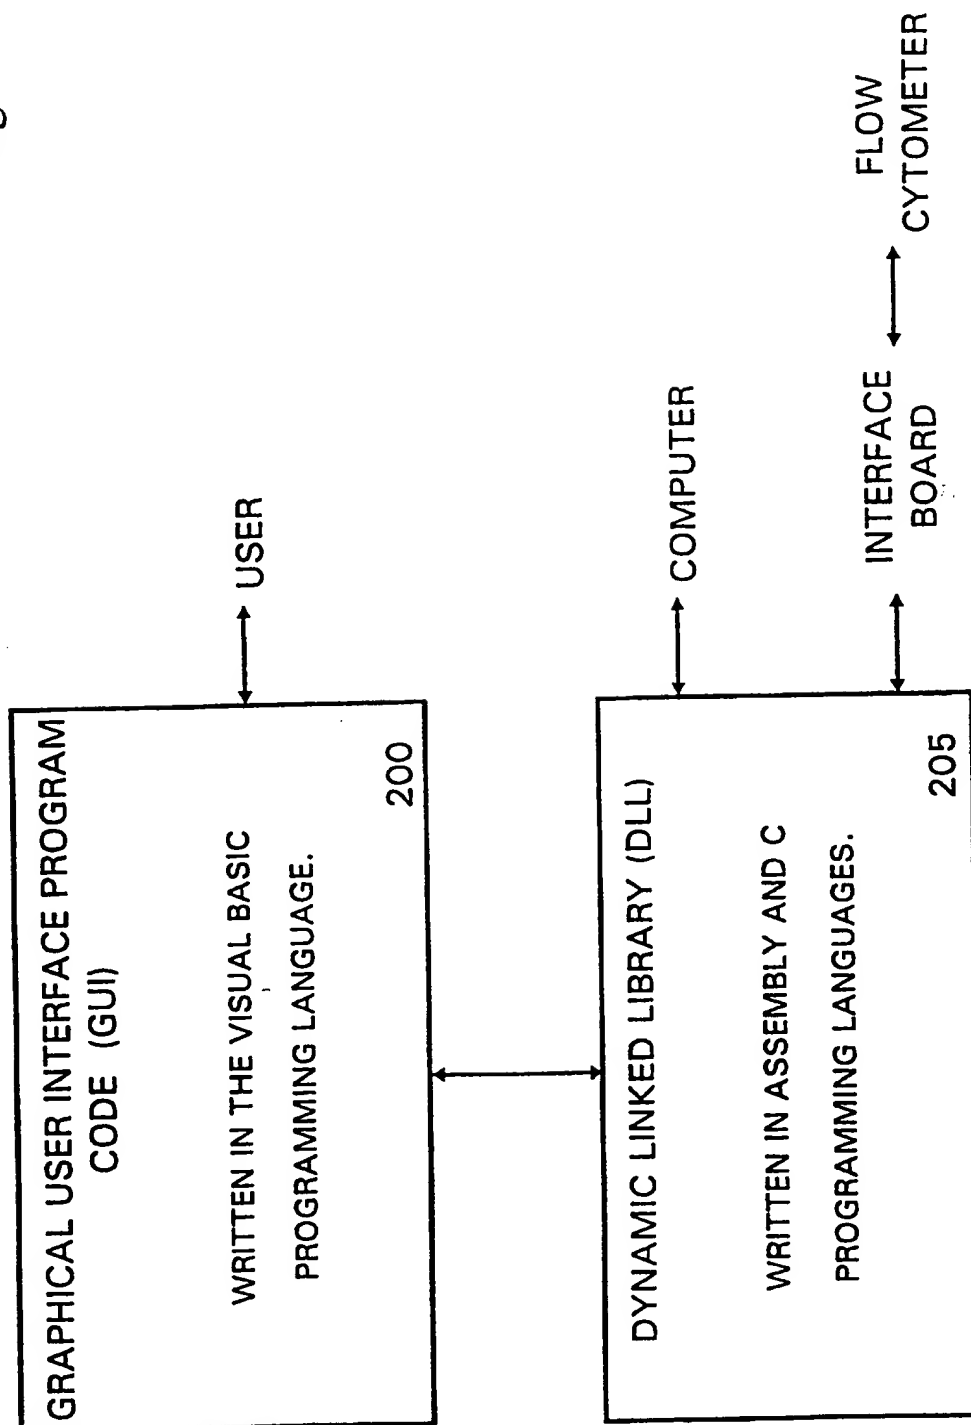 GRAPHICAL USER INTERFACE PROGRAM
CODE (GUI)
WRITTEN IN THE VISUAL BASIC
PROGRAMMING LANGUAGE.
200
USER
DYNAMIC LINKED LIBRARY (DLL)
WRITTEN IN ASSEMBLY AND C
PROGRAMMING LANGUAGES.
205
COMPUTER
INTERFACE
BOARD
FLOW
CYTOMETER